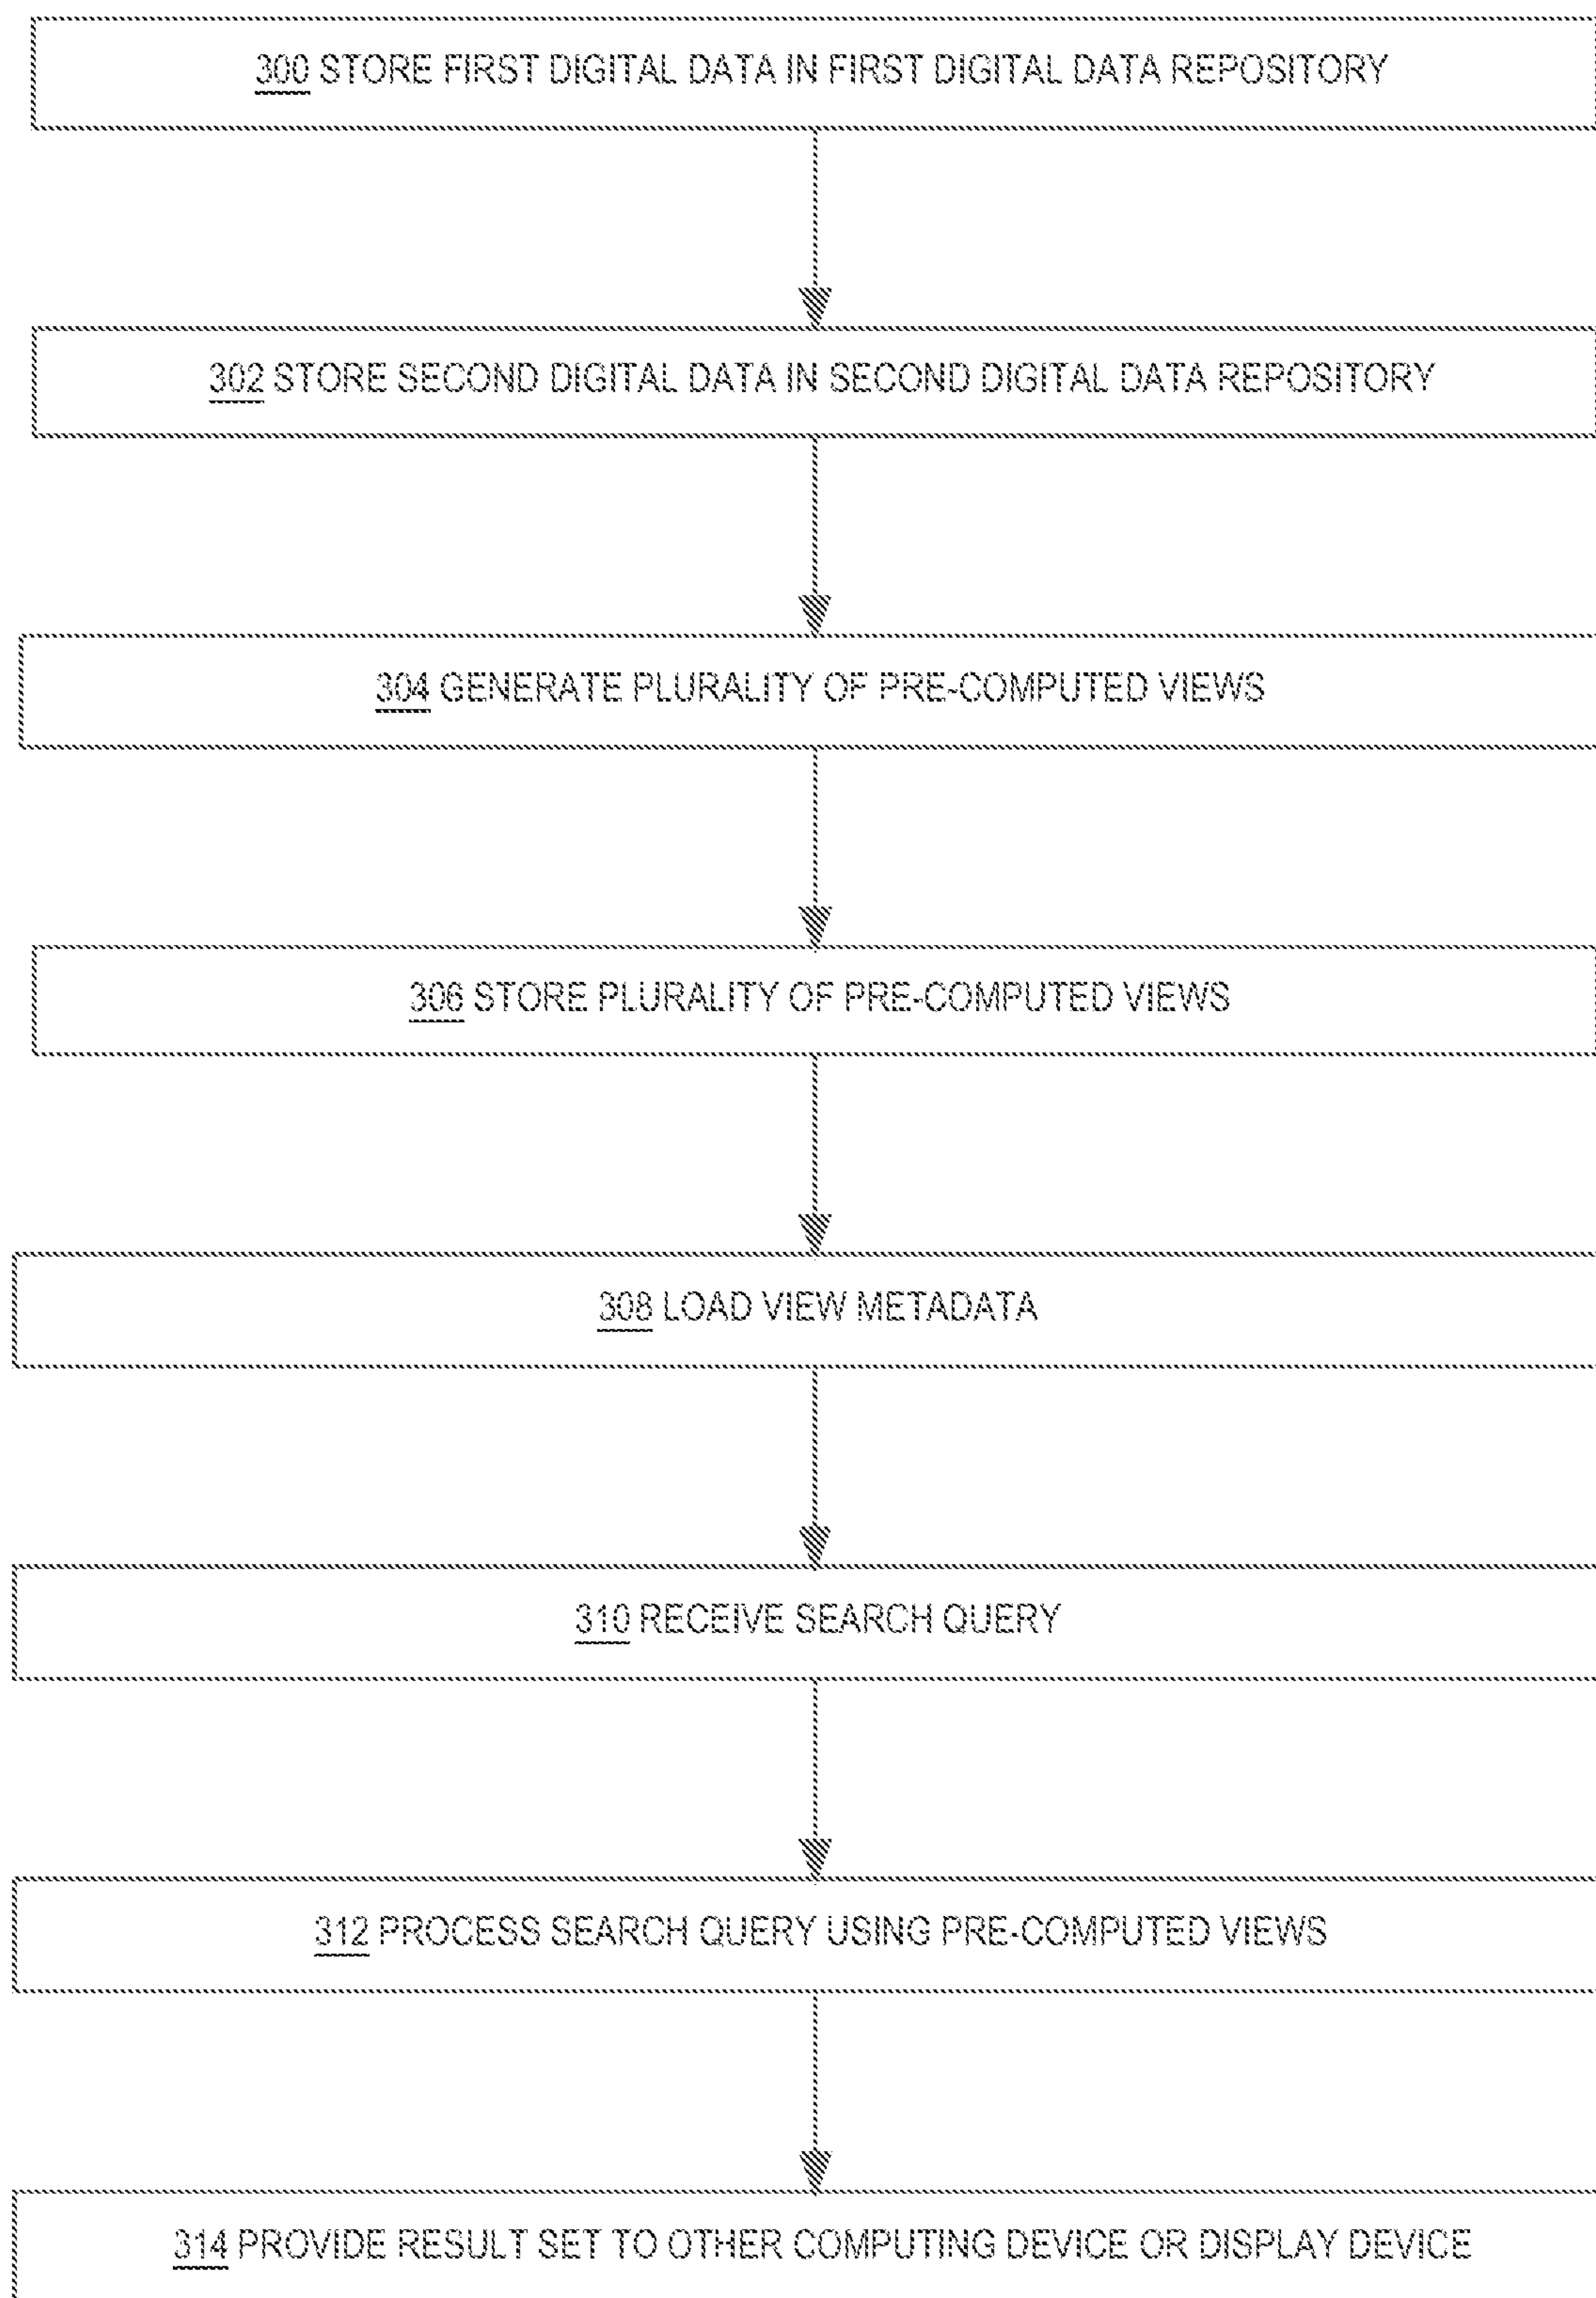 300 STORE FIRST DIGITAL DATA IN FIRST DIGITAL DATA REPOSITORY
302 STORE SECOND DIGITAL DATA IN SECOND DIGITAL DATA REPOSITORY
304 GENERATE PLURALITY OF PRE-COMPUTED VIEWS
306 STORE PLURALITY OF PRE-COMPUTED VIEWS
308 LOAD VIEW METADATA
310 RECEIVE SEARCH QUERY
312 PROCESS SEARCH QUERY USING PRE-COMPUTED VIEWS
314 PROVIDE RESULT SET TO OTHER COMPUTING DEVICE OR DISPLAY DEVICE